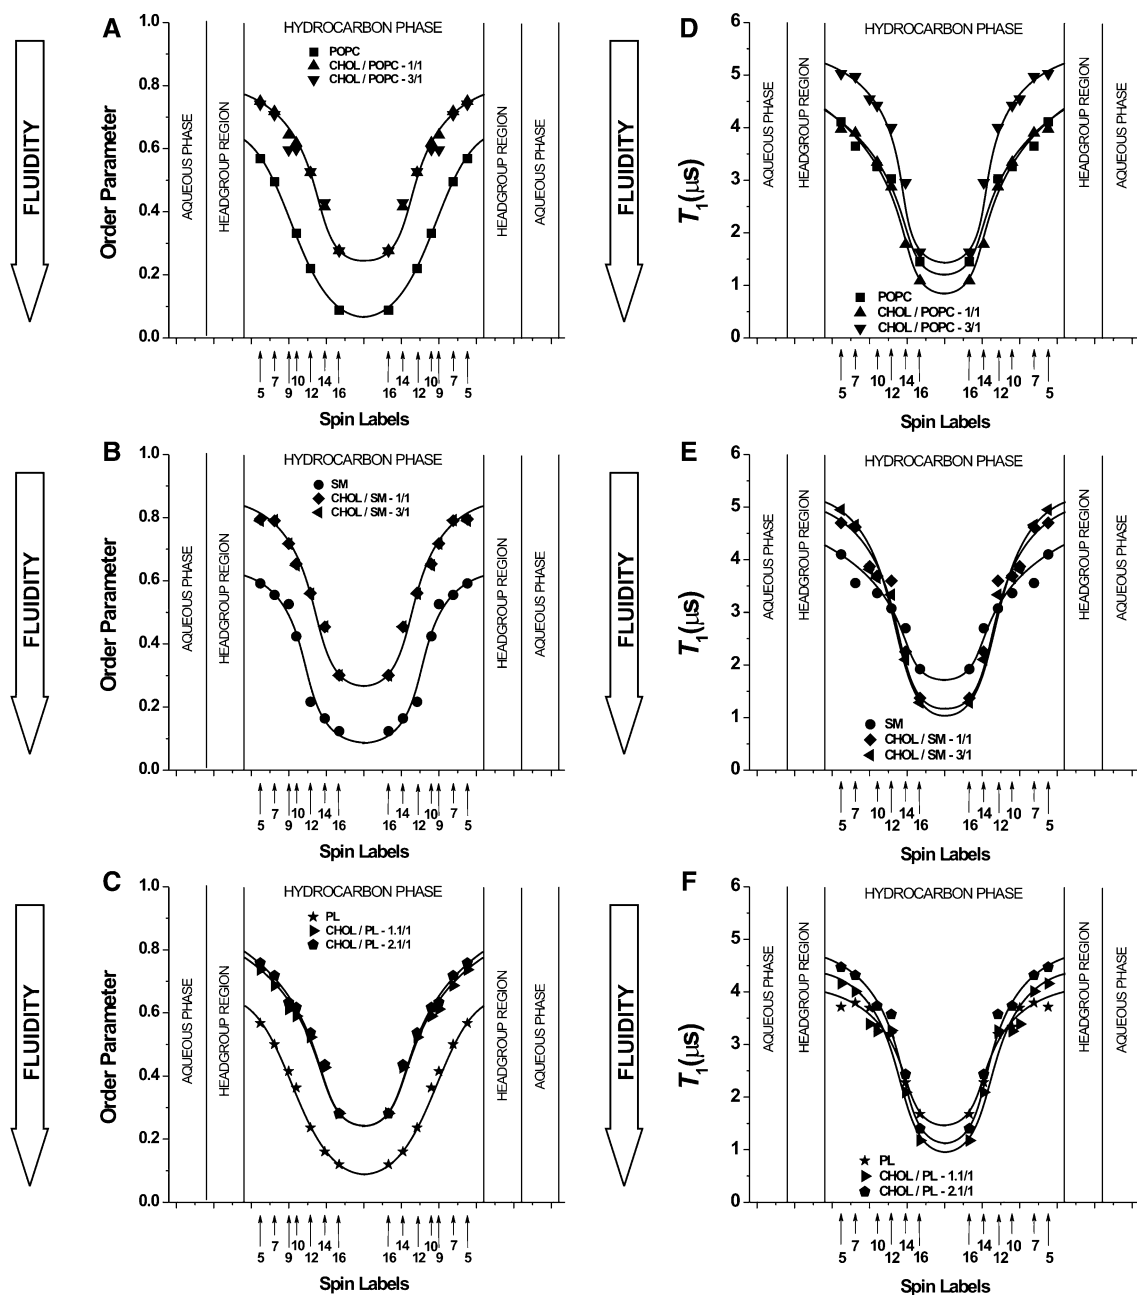 A
HYDROCARBON PHASE
POPC
CHOL / POPC - 1/1
CHOL / POPC - 3/1
FLUIDITY
Order Parameter
1.0
0.8
0.6
0.4
0.2
0.0
AQUEOUS PHASE
HEADGROUP REGION
HEADGROUP REGION
AQUEOUS PHASE
5 7 9 10 12 14 16 16 14 12 10 9 7 5
Spin Labels
D
HYDROCARBON PHASE
POPC
CHOL / POPC - 1/1
CHOL / POPC - 3/1
FLUIDITY
T1(μs)
6
5
4
3
2
1
0
AQUEOUS PHASE
HEADGROUP REGION
HEADGROUP REGION
AQUEOUS PHASE
5 7 10 12 14 16 16 14 12 10 7 5
Spin Labels
B
HYDROCARBON PHASE
SM
CHOL / SM - 1/1
CHOL / SM - 3/1
FLUIDITY
Order Parameter
1.0
0.8
0.6
0.4
0.2
0.0
AQUEOUS PHASE
HEADGROUP REGION
HEADGROUP REGION
AQUEOUS PHASE
5 7 9 10 12 14 16 16 14 12 10 9 7 5
Spin Labels
E
HYDROCARBON PHASE
SM
CHOL / SM - 1/1
CHOL / SM - 3/1
FLUIDITY
T1(μs)
6
5
4
3
2
1
0
AQUEOUS PHASE
HEADGROUP REGION
HEADGROUP REGION
AQUEOUS PHASE
5 7 10 12 14 16 16 14 12 10 7 5
Spin Labels
C
HYDROCARBON PHASE
PL
CHOL / PL - 1.1/1
CHOL / PL - 2.1/1
FLUIDITY
Order Parameter
1.0
0.8
0.6
0.4
0.2
0.0
AQUEOUS PHASE
HEADGROUP REGION
HEADGROUP REGION
AQUEOUS PHASE
5 7 9 10 12 14 16 16 14 12 10 9 7 5
Spin Labels
F
HYDROCARBON PHASE
PL
CHOL / PL - 1.1/1
CHOL / PL - 2.1/1
FLUIDITY
T1(μs)
6
5
4
3
2
1
0
AQUEOUS PHASE
HEADGROUP REGION
HEADGROUP REGION
AQUEOUS PHASE
5 7 10 12 14 16 16 14 12 10 7 5
Spin Labels